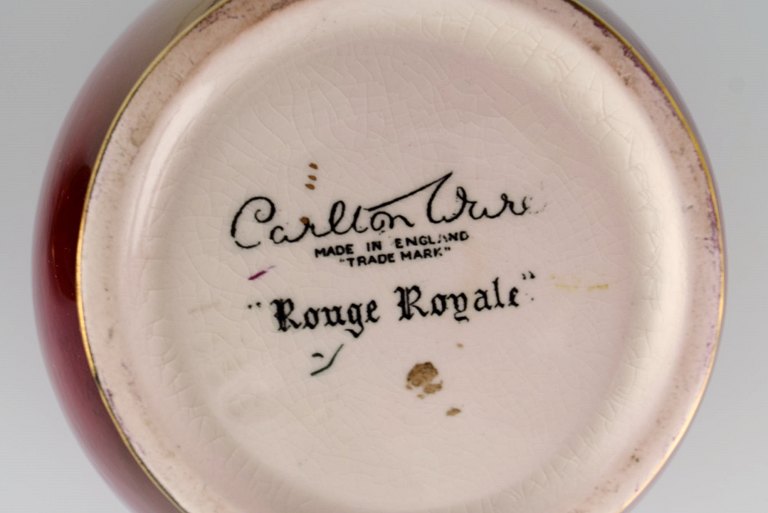 Carlton Ware
MADE IN ENGLAND
"TRADE MARK"
"Rouge Royale"